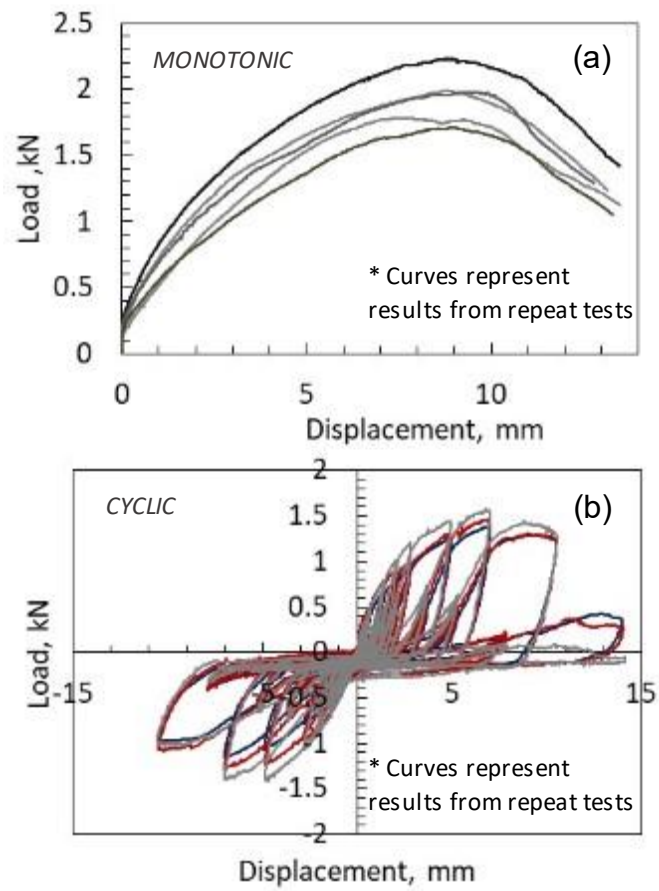 2.5
MONOTONIC
(a)
2
1.5
1
0.5
0
Load ,kN
* Curves represent
results from repeat tests
0
5
10
Displacement, mm
2
CYCLIC
(b)
1.5
1
0.5
0
Load, kN
-15
-5
-0.5
5
15
-1
* Curves represent
-1.5
results from repeat tests
-2
Displacement, mm